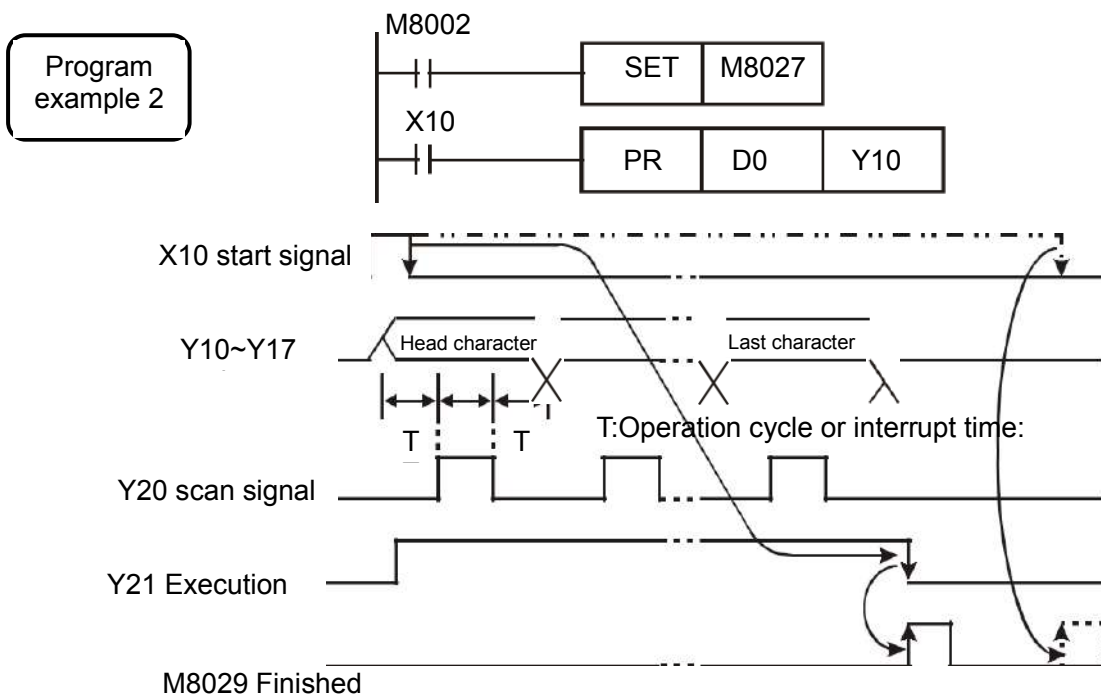 Program
example 2
M8002
SET M8027
X10
PR D0 Y10
X10 start signal
Y10~Y17
Head character
Last character
T T
T:Operation cycle or interrupt time:
Y20 scan signal
Y21 Execution
M8029 Finished